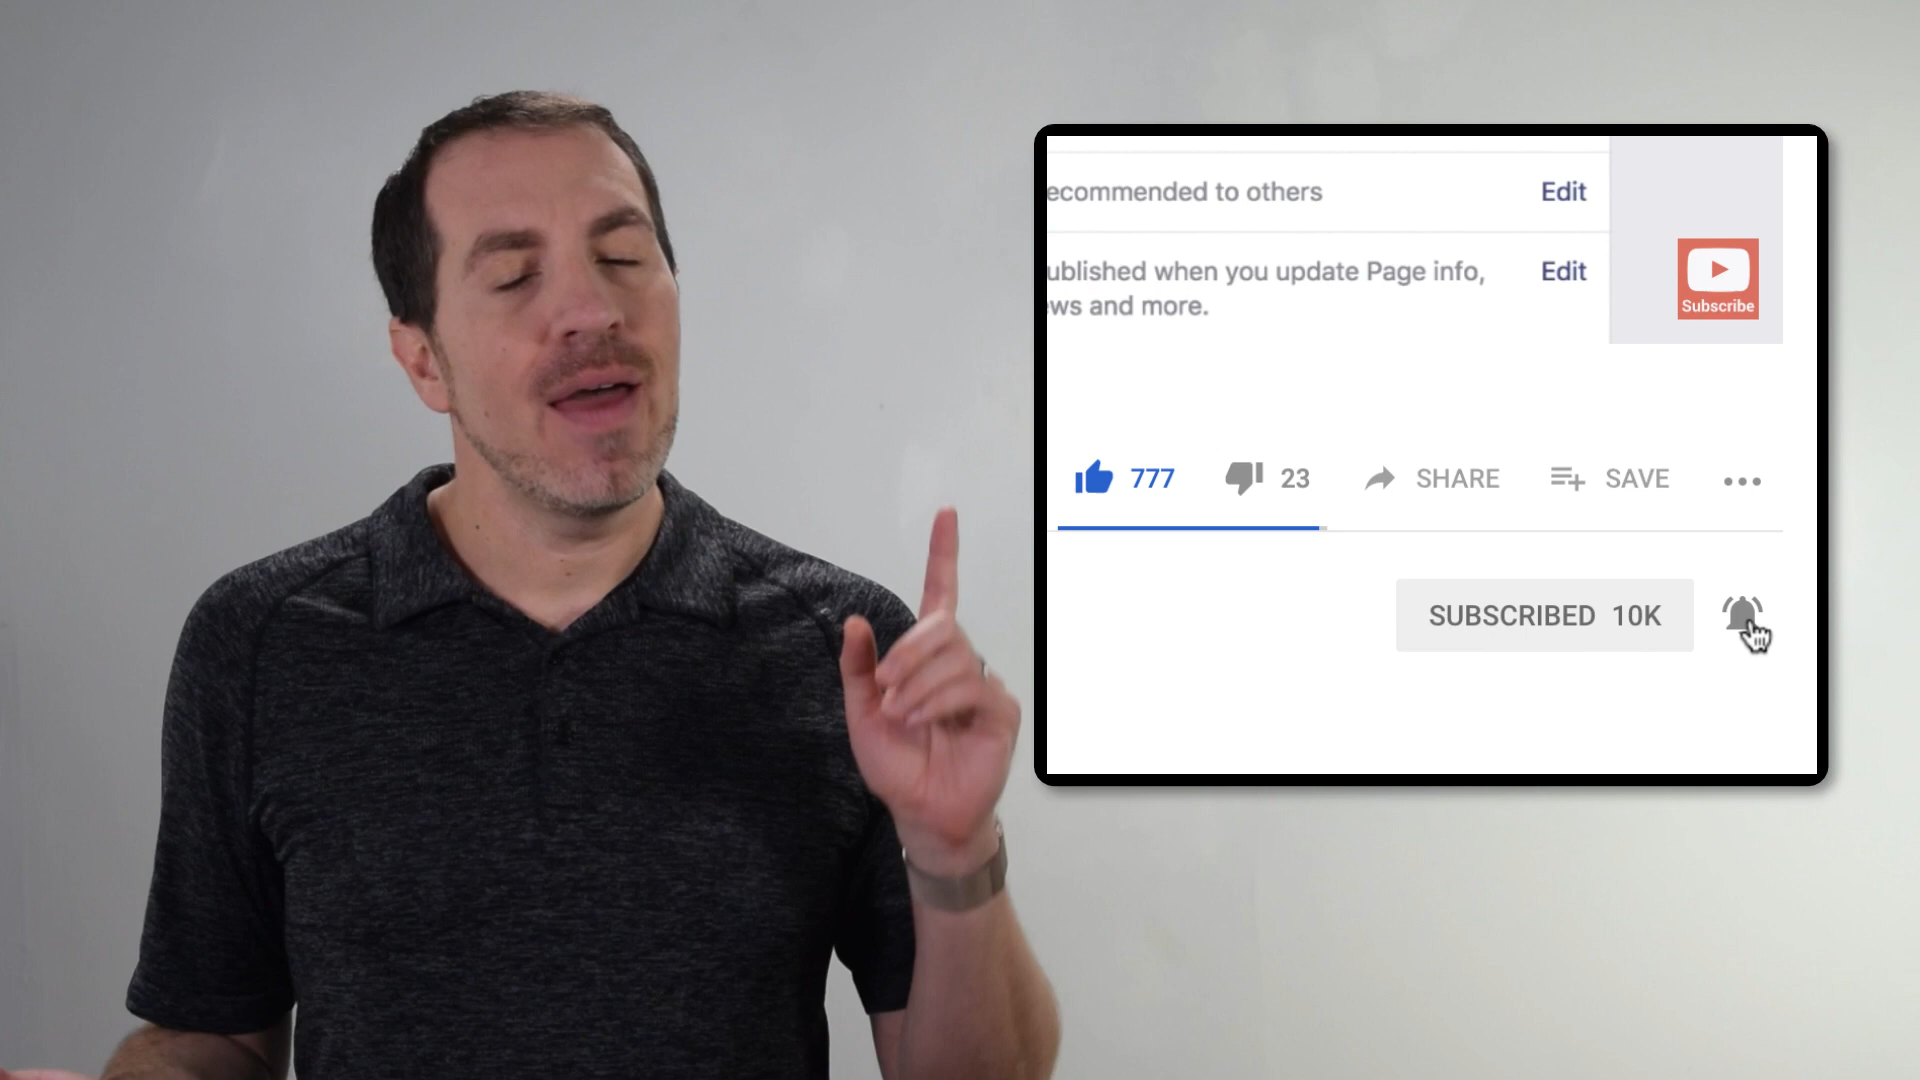 ecommended to others Edit
ublished when you update Page info, Edit
ws and more.
Subscribe
777 23 SHARE SAVE
SUBSCRIBED 10K